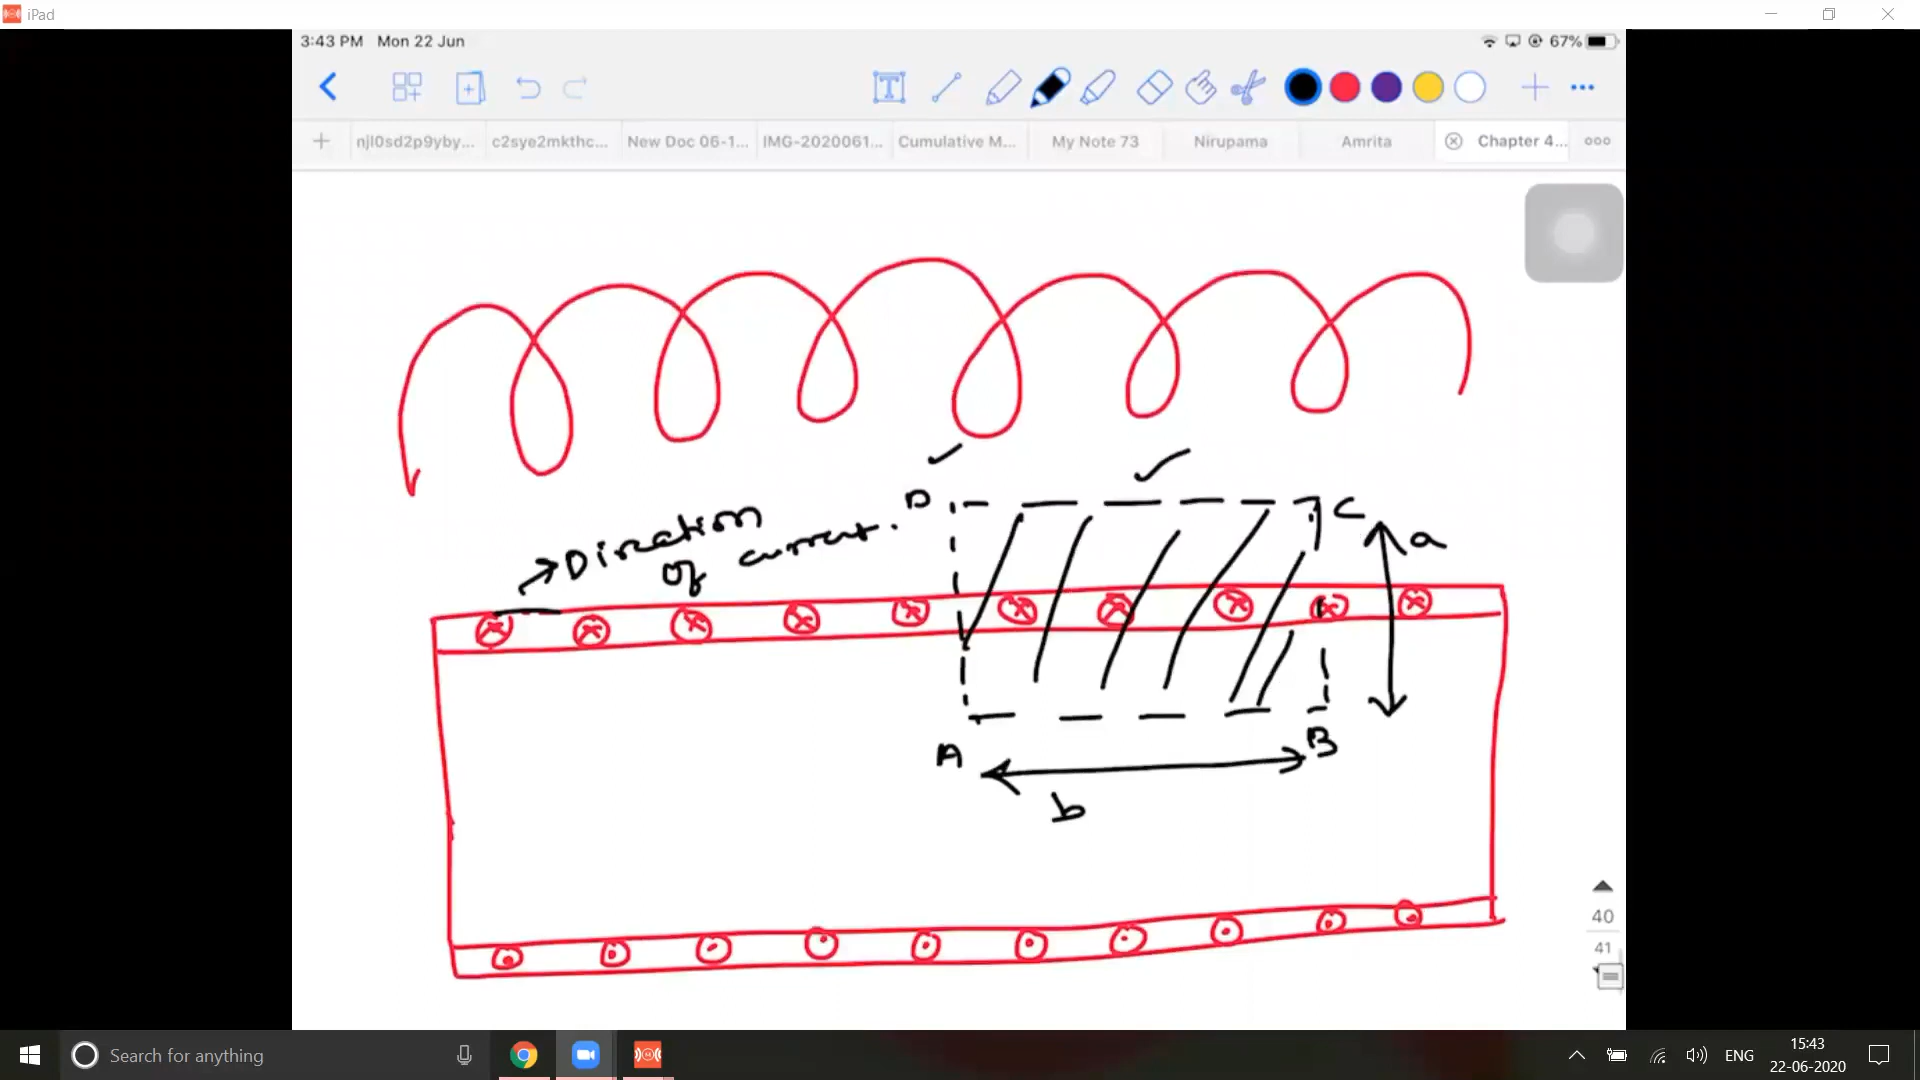 iPad
3:43 PM Mon 22 Jun
67%
njl0sd2p9yby...
c2sye2mkthc...
New Doc 06-1...
IMG-2020061...
Cumulative M...
My Note 73
Nirupama
Amrita
Chapter 4...
D
C
→Direction
of current.
a
A
B
b
40
41
Search for anything
ENG
15:43
22-06-2020